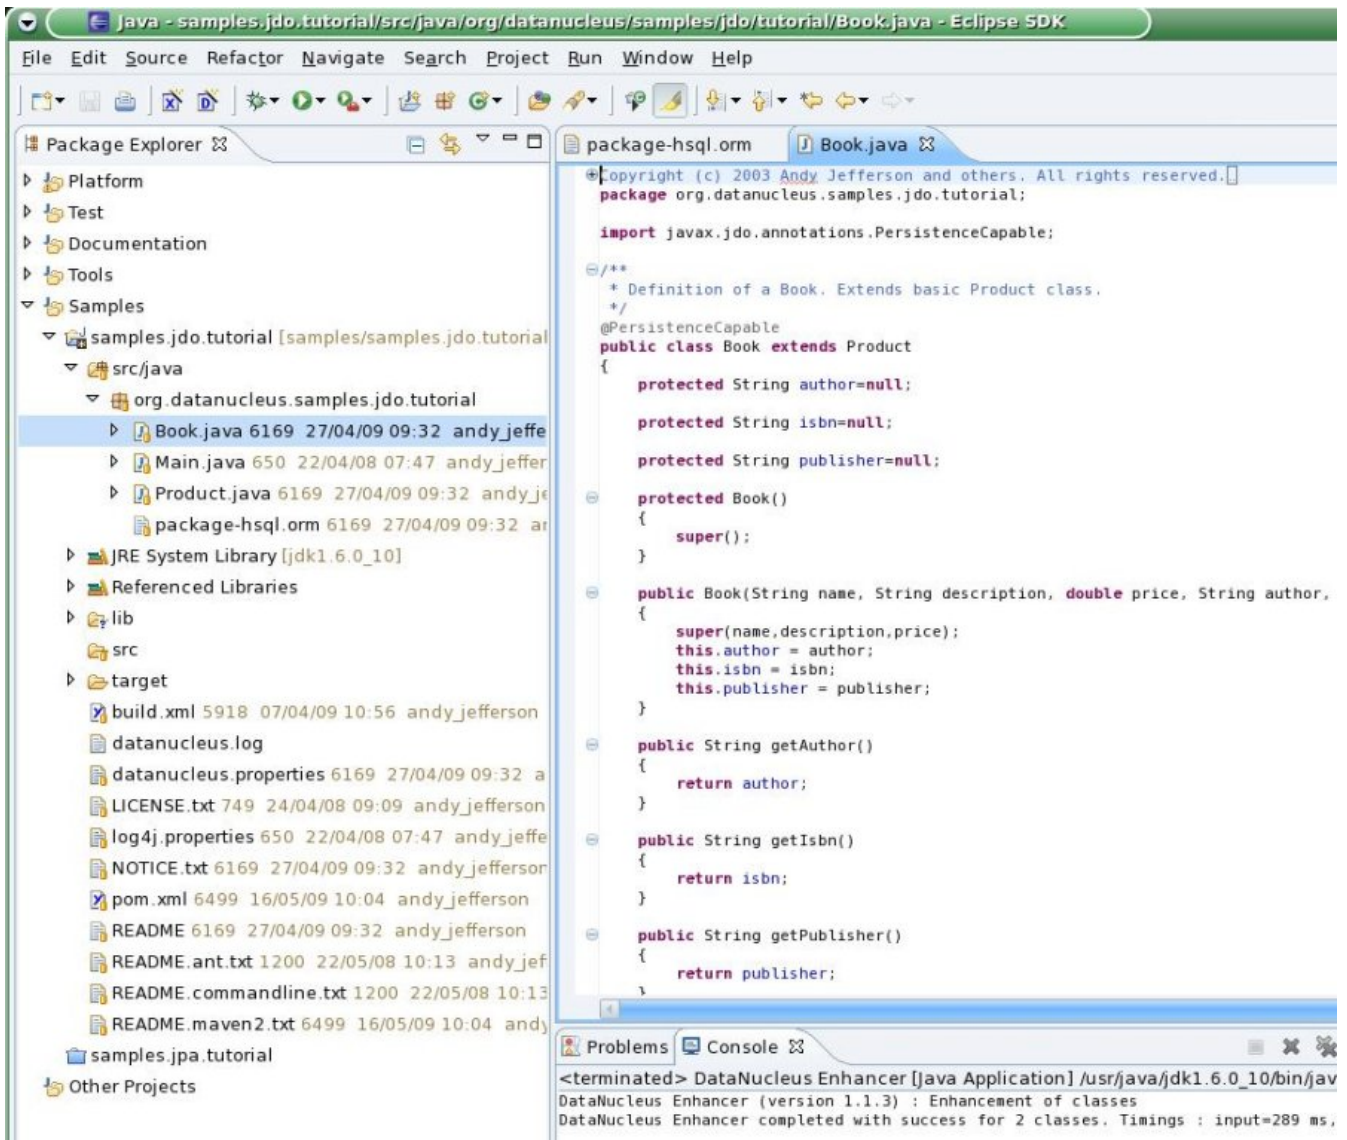 Java - samples.jdo.tutorial/src/java/org/datanucleus/samples/jdo/tutorial/Book.java - Eclipse SDK
File Edit Source Refactor Navigate Search Project Run Window Help
Package Explorer
Platform
Test
Documentation
Tools
Samples
samples.jdo.tutorial [samples/samples.jdo.tutorial
src/java
org.datanucleus.samples.jdo.tutorial
Book.java 6169 27/04/09 09:32 andy_jeffe
Main.java 650 22/04/08 07:47 andy_jeffer
Product.java 6169 27/04/09 09:32 andy_je
package-hsql.orm 6169 27/04/09 09:32 an
JRE System Library [jdk1.6.0_10]
Referenced Libraries
lib
src
target
build.xml 5918 07/04/09 10:56 andy_jefferson
datanucleus.log
datanucleus.properties 6169 27/04/09 09:32 a
LICENSE.txt 749 24/04/08 09:09 andy_jefferson
log4j.properties 650 22/04/08 07:47 andy_jeffe
NOTICE.txt 6169 27/04/09 09:32 andy_jefferson
pom.xml 6499 16/05/09 10:04 andy_jefferson
README 6169 27/04/09 09:32 andy_jefferson
README.ant.txt 1200 22/05/08 10:13 andy_jef
README.commandline.txt 1200 22/05/08 10:13
README.maven2.txt 6499 16/05/09 10:04 andy
samples.jpa.tutorial
Other Projects
package-hsql.orm Book.java
Copyright (c) 2003 Andy Jefferson and others. All rights reserved.
package org.datanucleus.samples.jdo.tutorial;
import javax.jdo.annotations.PersistenceCapable;
/**
* Definition of a Book. Extends basic Product class.
*/
@PersistenceCapable
public class Book extends Product
{
protected String author=null;
protected String isbn=null;
protected String publisher=null;
protected Book()
{
super();
}
public Book(String name, String description, double price, String author,
{
super(name,description,price);
this.author = author;
this.isbn = isbn;
this.publisher = publisher;
}
public String getAuthor()
{
return author;
}
public String getIsbn()
{
return isbn;
}
public String getPublisher()
{
return publisher;
}
Problems Console
<terminated> DataNucleus Enhancer [Java Application] /usr/java/jdk1.6.0_10/bin/jav
DataNucleus Enhancer (version 1.1.3) : Enhancement of classes
DataNucleus Enhancer completed with success for 2 classes. Timings : input=289 ms,